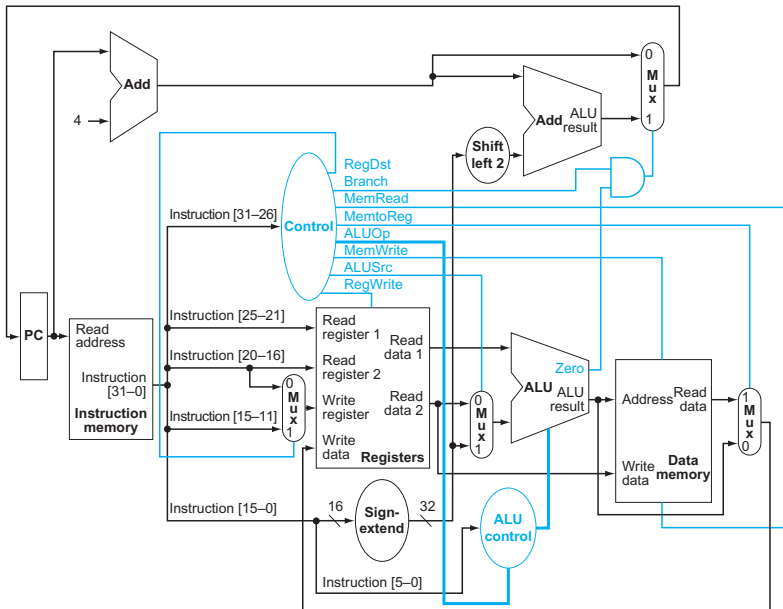 0
M
u
x
1
Add
4
Add
ALU
result
Shift
left 2
RegDst
Branch
MemRead
MemtoReg
ALUOp
MemWrite
ALUSrc
RegWrite
Control
Instruction [31–26]
Instruction [25–21]
Instruction [20–16]
Instruction [15–11]
Instruction [15–0]
Instruction [5–0]
PC
Read
address
Instruction
[31–0]
Instruction
memory
0
M
u
x
1
Read
register 1
Read
register 2
Write
register
Write
data
Read
data 1
Read
data 2
Registers
0
M
u
x
1
Zero
ALU
ALU
result
Address
Read
data
Write
data
Data
memory
1
M
u
x
0
16
Sign-
extend
32
ALU
control